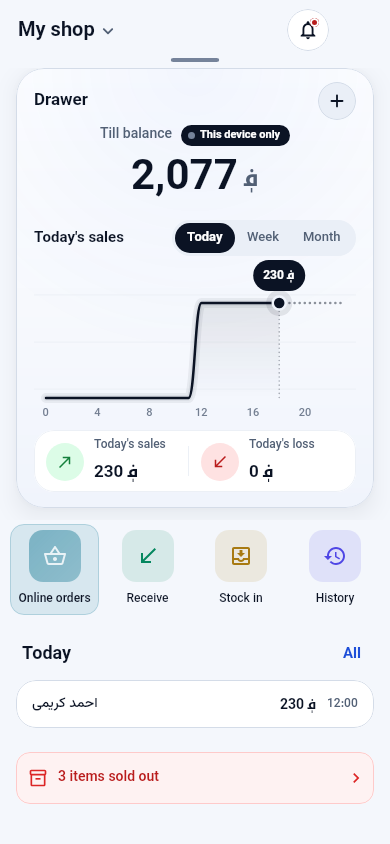 My shop
Drawer
Till balance
This device only
2,077 ؋
Today's sales
Today
Week
Month
230 ؋
0
4
8
12
16
20
Today's sales
230 ؋
Today's loss
0 ؋
Online orders
Receive
Stock in
History
Today
All
احمد کریمی
230 ؋
12:00
3 items sold out